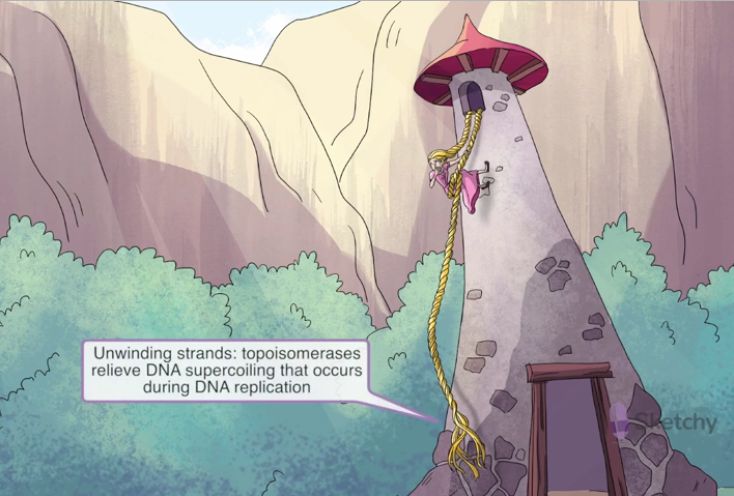 Unwinding strands: topoisomerases
relieve DNA supercoiling that occurs
during DNA replication
Sketchy